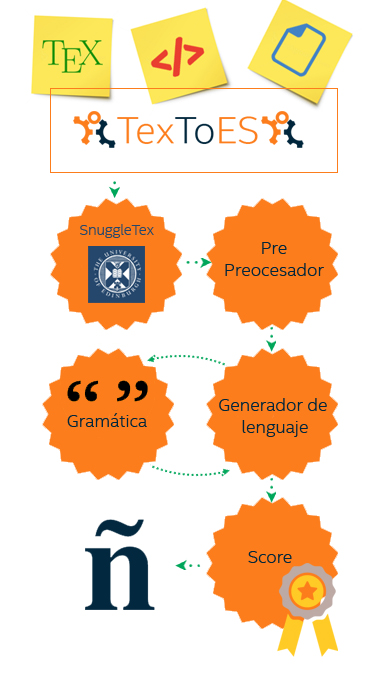 TEX
</>
TexToES
SnuggleTex
THE UNIVERSITY OF EDINBURGH
Pre
Preocesador
“ ”
Gramática
Generador de
lenguaje
Score
ñ